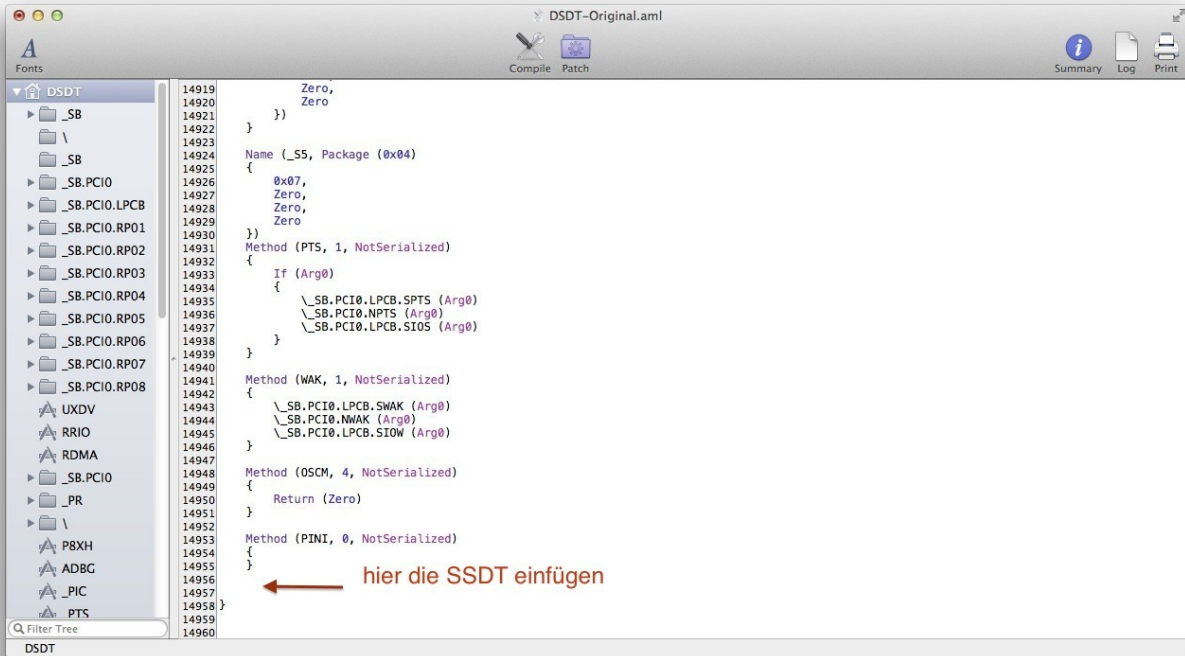 DSDT-Original.aml
Fonts
Compile
Patch
Summary
Log
Print
DSDT
_SB
\
_SB
_SB.PCI0
_SB.PCI0.LPCB
_SB.PCI0.RP01
_SB.PCI0.RP02
_SB.PCI0.RP03
_SB.PCI0.RP04
_SB.PCI0.RP05
_SB.PCI0.RP06
_SB.PCI0.RP07
_SB.PCI0.RP08
UXDV
RRIO
RDMA
_SB.PCI0
_PR
\
P8XH
ADBG
_PIC
_PTS
Filter Tree
DSDT
14919 Zero,
14920 Zero
14921 })
14922 }
14923
14924 Name (_S5, Package (0x04)
14925 {
14926 0x07,
14927 Zero,
14928 Zero,
14929 Zero
14930 })
14931 Method (PTS, 1, NotSerialized)
14932 {
14933 If (Arg0)
14934 {
14935 \_SB.PCI0.LPCB.SPTS (Arg0)
14936 \_SB.PCI0.NPTS (Arg0)
14937 \_SB.PCI0.LPCB.SIOS (Arg0)
14938 }
14939 }
14940
14941 Method (WAK, 1, NotSerialized)
14942 {
14943 \_SB.PCI0.LPCB.SWAK (Arg0)
14944 \_SB.PCI0.NWAK (Arg0)
14945 \_SB.PCI0.LPCB.SIOW (Arg0)
14946 }
14947
14948 Method (OSCM, 4, NotSerialized)
14949 {
14950 Return (Zero)
14951 }
14952
14953 Method (PINI, 0, NotSerialized)
14954 {
14955 }
14956
hier die SSDT einfügen
14957
14958 }
14959
14960